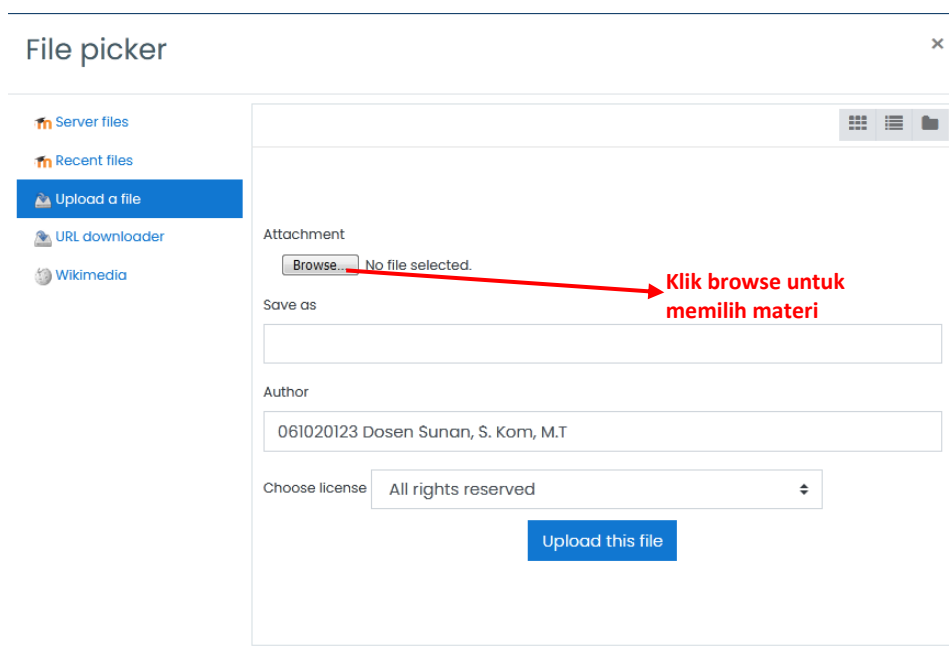 File picker
×
Server files
Recent files
Upload a file
URL downloader
Wikimedia
Attachment
Browse... No file selected.
Klik browse untuk
memilih materi
Save as
Author
061020123 Dosen Sunan, S. Kom, M.T
Choose license All rights reserved
Upload this file